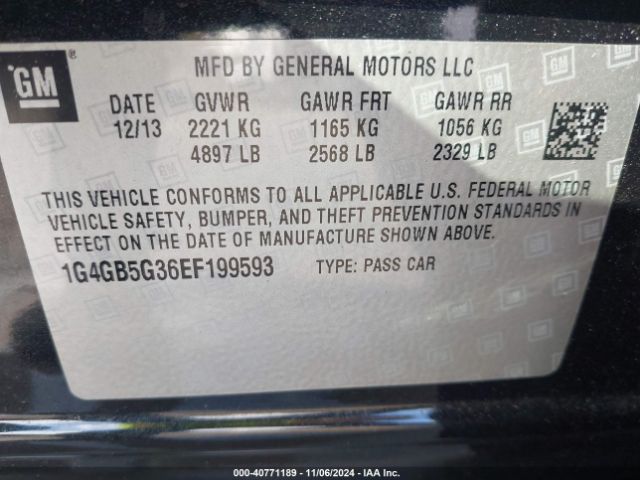 GM ®
MFD BY GENERAL MOTORS LLC
DATE GVWR GAWR FRT GAWR RR
12/13 2221 KG 1165 KG 1056 KG
4897 LB 2568 LB 2329 LB
THIS VEHICLE CONFORMS TO ALL APPLICABLE U.S. FEDERAL MOTOR
VEHICLE SAFETY, BUMPER, AND THEFT PREVENTION STANDARDS IN
EFFECT ON THE DATE OF MANUFACTURE SHOWN ABOVE.
1G4GB5G36EF199593 TYPE: PASS CAR
000-40771189 - 11/06/2024 - IAA Inc.